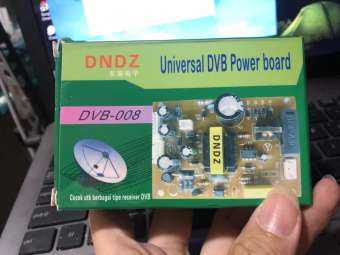 DNDZ
Universal DVB Power board
DVB-008
DNDZ
Cocok utk berbagai tipe receiver DVB